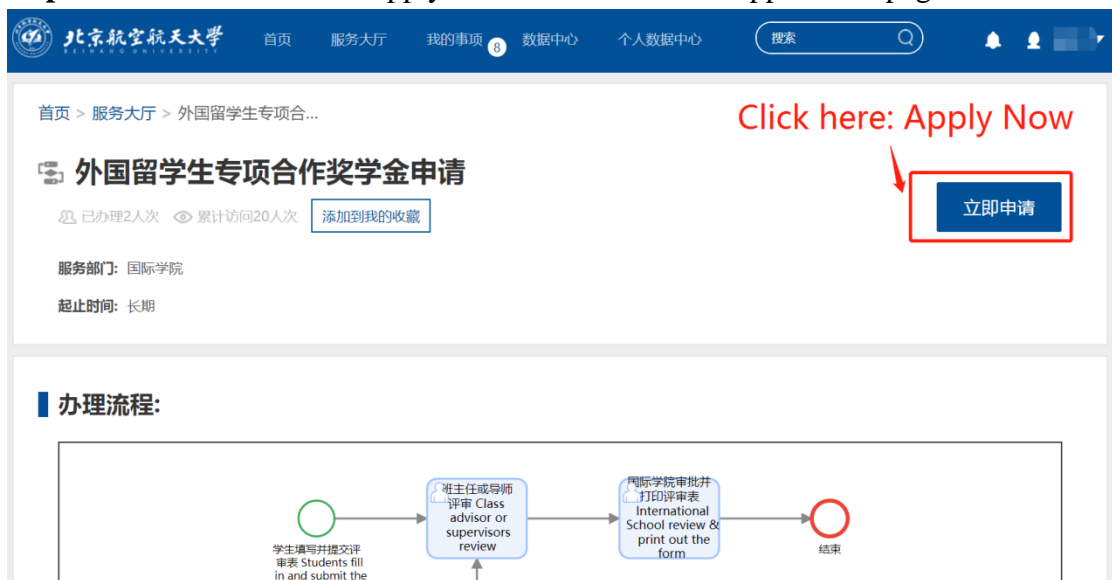 apply
page
北京航空航天大学 首页 服务大厅 我的事项 8 数据中心 个人数据中心 搜索
BEIHANG UNIVERSITY
首页 > 服务大厅 > 外国留学生专项合...
Click here: Apply Now
外国留学生专项合作奖学金申请
立即申请
已办理2人次 累计访问20人次 添加到我的收藏
服务部门: 国际学院
起止时间: 长期
办理流程:
学生填写并提交评
审表 Students fill
in and submit the
班主任或导师
评审 Class
advisor or
supervisors
review
国际学院审批并
打印评审表
International
School review &
print out the
form
结束